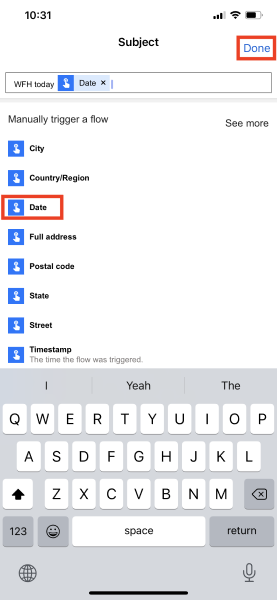 10:31
Subject
Done
WFH today Date ×
Manually trigger a flow
See more
City
Country/Region
Date
Full address
Postal code
State
Street
Timestamp
The time the flow was triggered.
I Yeah The
Q W E R T Y U I O P
A S D F G H J K L
Z X C V B N M
123 space return